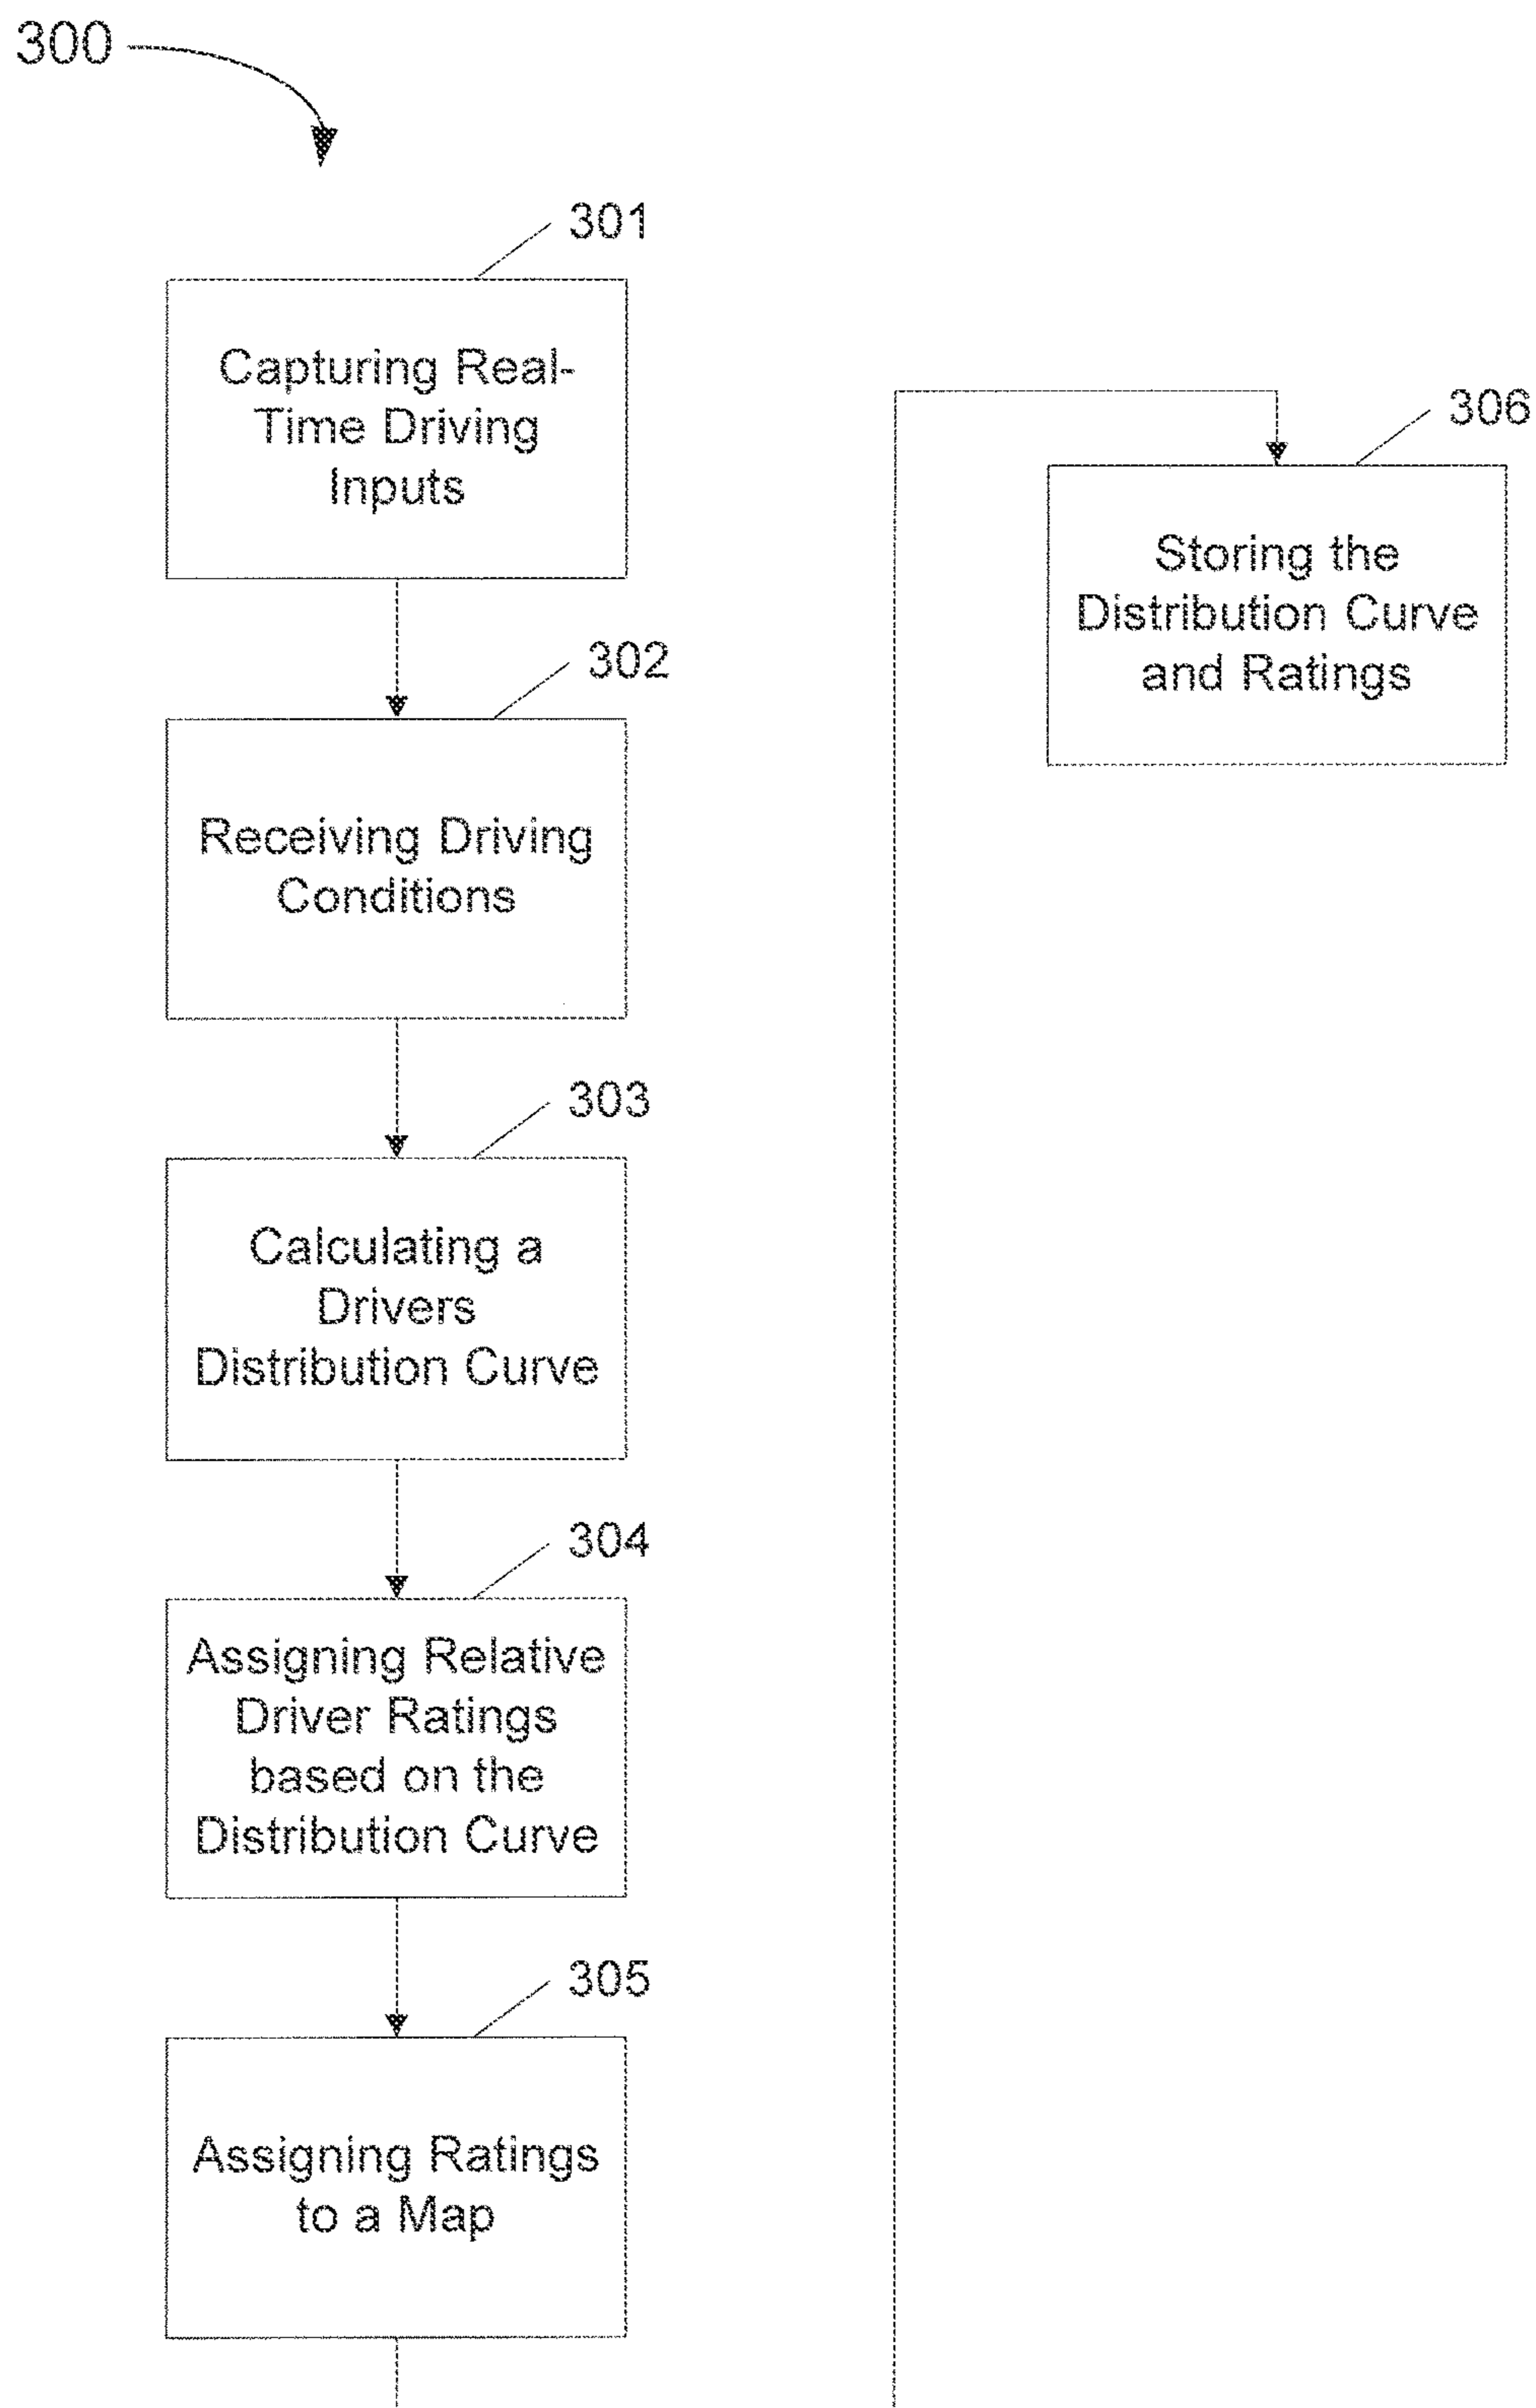 300
301
Capturing Real-
Time Driving
Inputs
302
Receiving Driving
Conditions
303
Calculating a
Drivers
Distribution Curve
304
Assigning Relative
Driver Ratings
based on the
Distribution Curve
305
Assigning Ratings
to a Map
306
Storing the
Distribution Curve
and Ratings